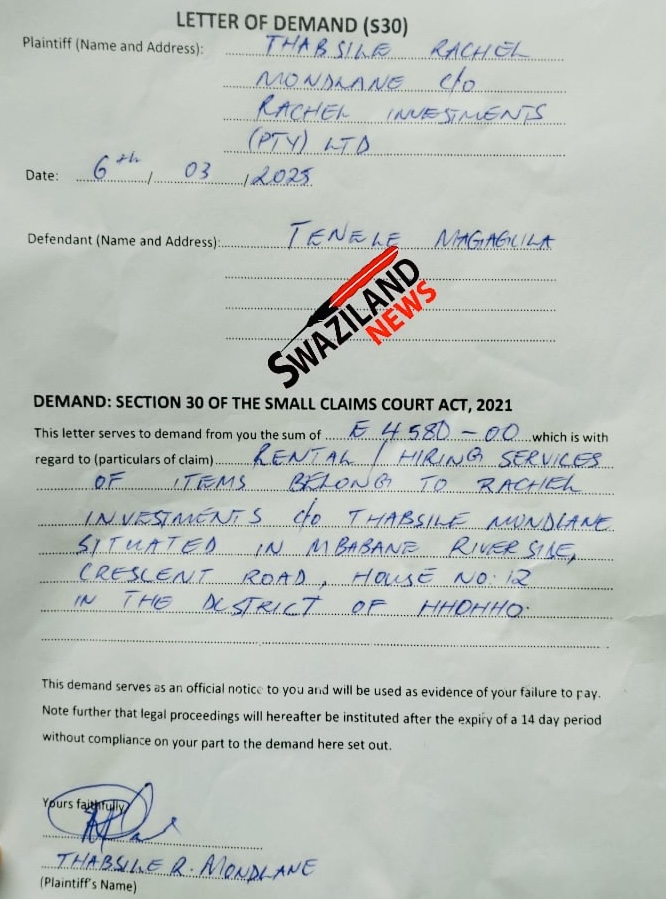 LETTER OF DEMAND (S30)
Plaintiff (Name and Address): THABSILE RACHEL
MONDLANE c/o
RACHEL INVESTMENTS
(PTY) LTD
Date: 6th / 03 / 2025
Defendant (Name and Address): TENELE MAGAGULA
SWAZILAND
NEWS
DEMAND: SECTION 30 OF THE SMALL CLAIMS COURT ACT, 2021
This letter serves to demand from you the sum of E 4580-00 which is with
regard to (particulars of claim) RENTAL / HIRING SERVICES
OF ITEMS BELONG TO RACHEL
INVESTMENTS c/o THABSILE MONDLANE
SITUATED IN MBABANE RIVERSIDE,
CRESCENT ROAD, HOUSE NO: 12
IN THE DISTRICT OF HHOHHO.
This demand serves as an official notice to you and will be used as evidence of your failure to pay.
Note further that legal proceedings will hereafter be instituted after the expiry of a 14 day period
without compliance on your part to the demand here set out.
Yours faithfully
THABSILE R. MONDLANE
(Plaintiff's Name)